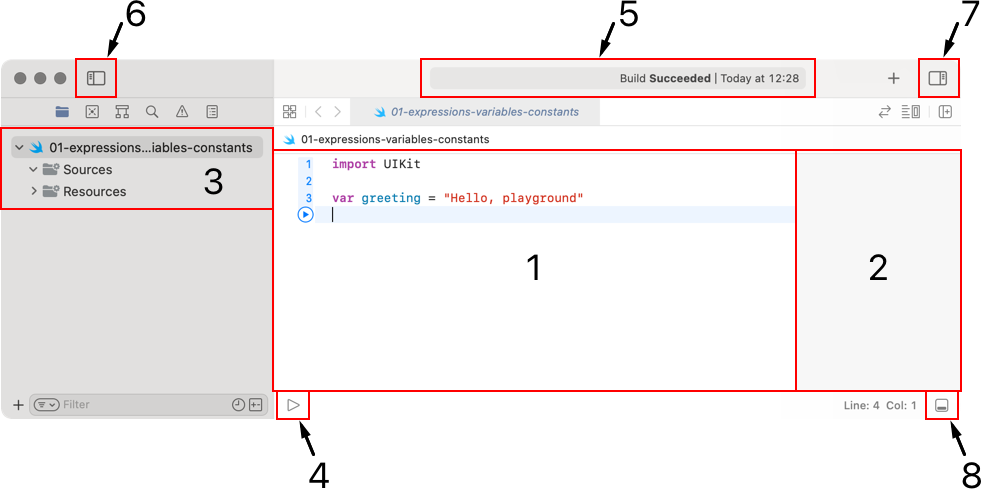 6
5
7
Build Succeeded | Today at 12:28
01-expressions-variables-constants
01-expressions...iables-constants
01-expressions-variables-constants
Sources
Resources
3
1 import UIKit
2
3 var greeting = "Hello, playground"
1
2
Filter
Line: 4 Col: 1
4
8